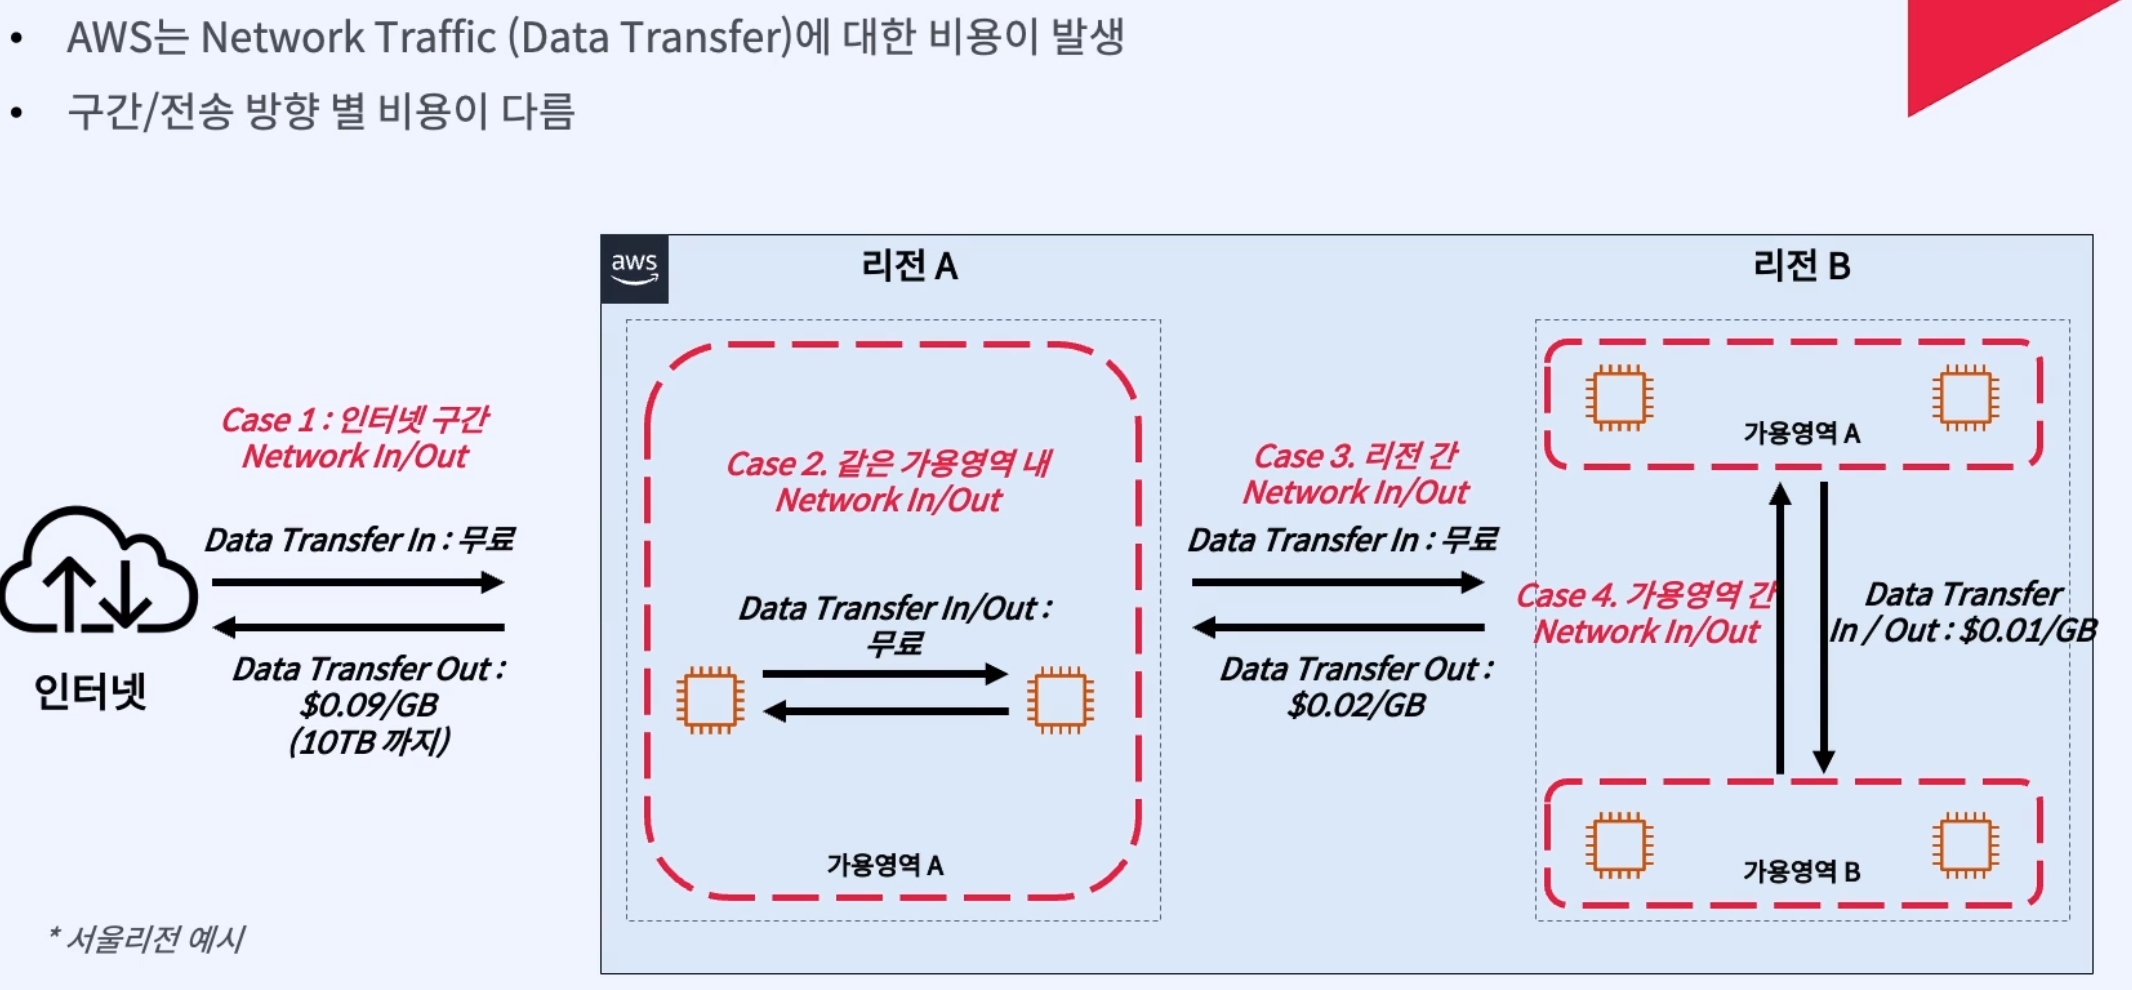 • AWS는 Network Traffic (Data Transfer)에 대한 비용이 발생
• 구간/전송 방향 별 비용이 다름
aws
리전 A
리전 B
Case 1 : 인터넷 구간
Network In/Out
Data Transfer In : 무료
Data Transfer Out :
$0.09/GB
(10TB 까지)
인터넷
Case 2. 같은 가용영역 내
Network In/Out
Data Transfer In/Out :
무료
가용영역 A
Case 3. 리전 간
Network In/Out
Data Transfer In : 무료
Data Transfer Out :
$0.02/GB
가용영역 A
Case 4. 가용영역 간
Network In/Out
Data Transfer
In / Out : $0.01/GB
가용영역 B
* 서울리전 예시